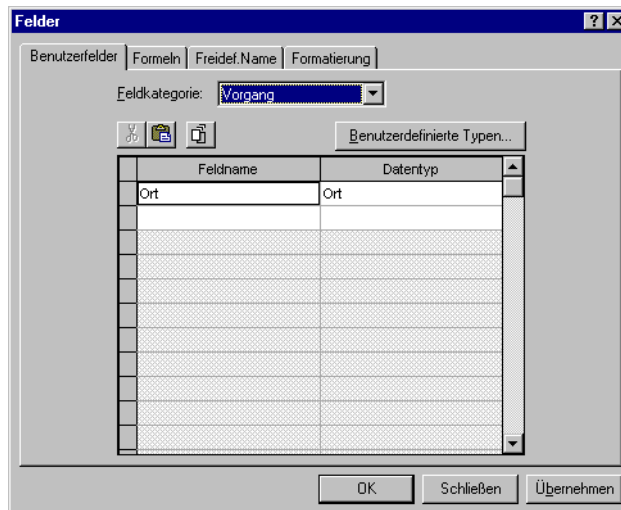 Felder
Benutzerfelder Formeln Freidef.Name Formatierung
Feldkategorie: Vorgang
Benutzerdefinierte Typen...
Feldname Datentyp
Ort Ort
OK Schließen Übernehmen